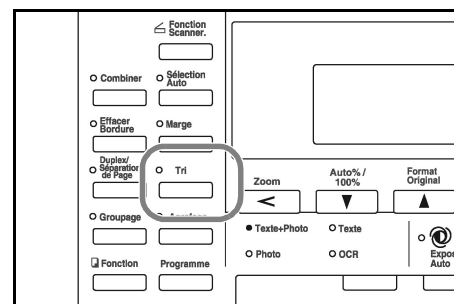 Fonction
Scanner.
Combiner
Sélection
Auto
Effacer
Bordure
Marge
Duplex/
Séparation
de Page
Tri
Zoom
Auto% /
100%
Format
Original
Groupage
Texte+Photo
Texte
Photo
OCR
Auto
Fonction
Programme